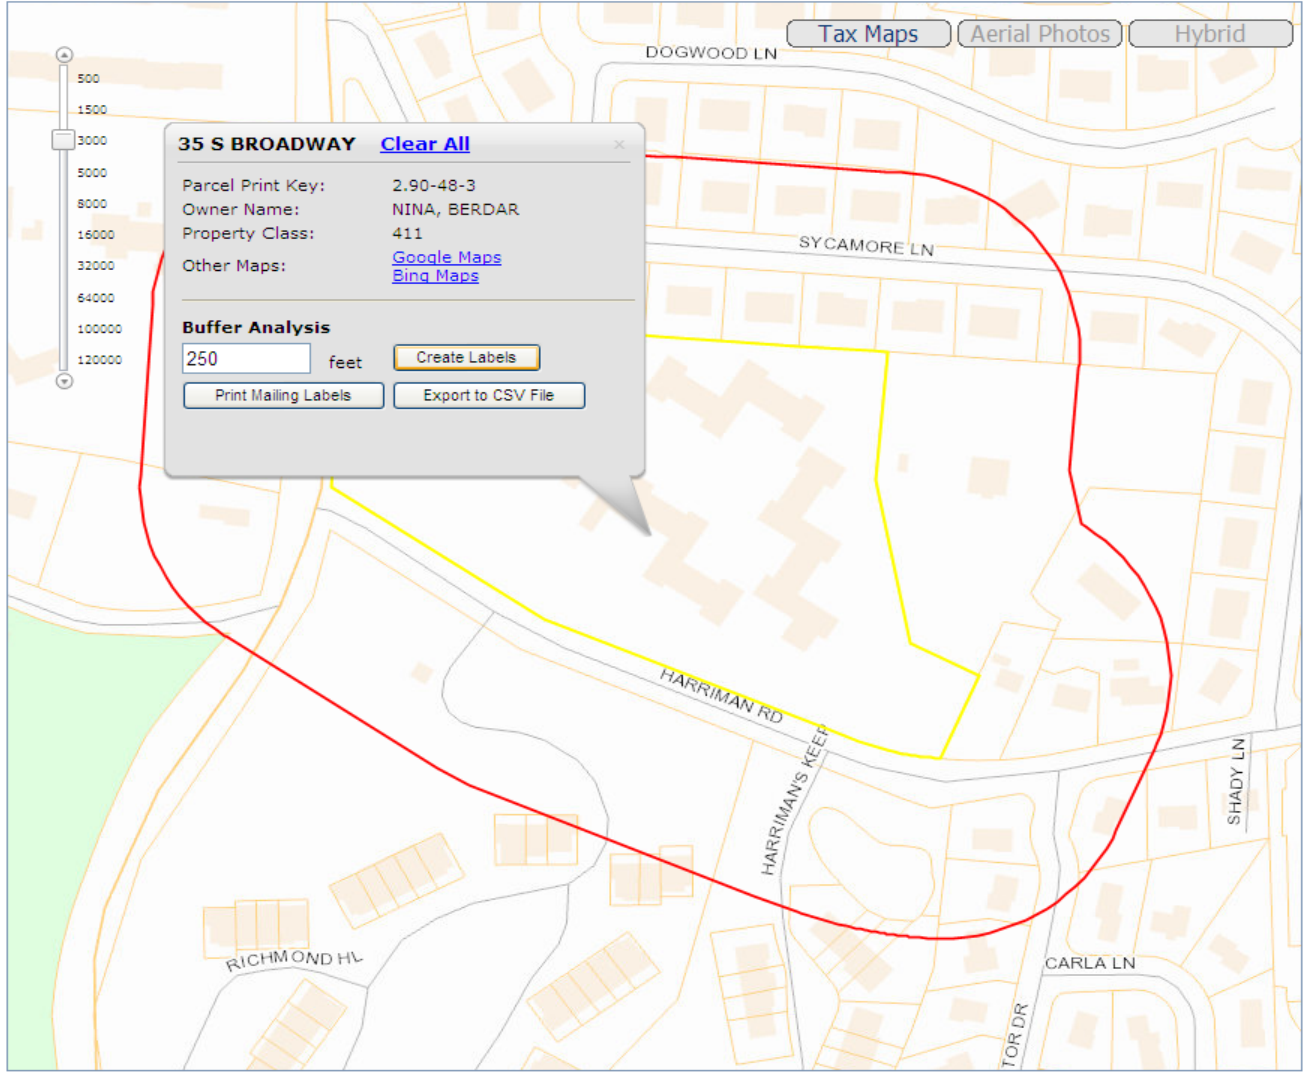 Tax Maps
Aerial Photos
Hybrid
DOGWOOD LN
500
1500
3000
5000
8000
16000
32000
64000
100000
120000
35 S BROADWAY Clear All
Parcel Print Key: 2.90-48-3
Owner Name: NINA, BERDAR
Property Class: 411
Other Maps: Google Maps
Bing Maps
Buffer Analysis
250 feet Create Labels
Print Mailing Labels Export to CSV File
SYCAMORE LN
HARRIMAN RD
HARRIMAN'S KEEP
SHADY LN
RICHMOND HL
CARLA LN
TOR DR